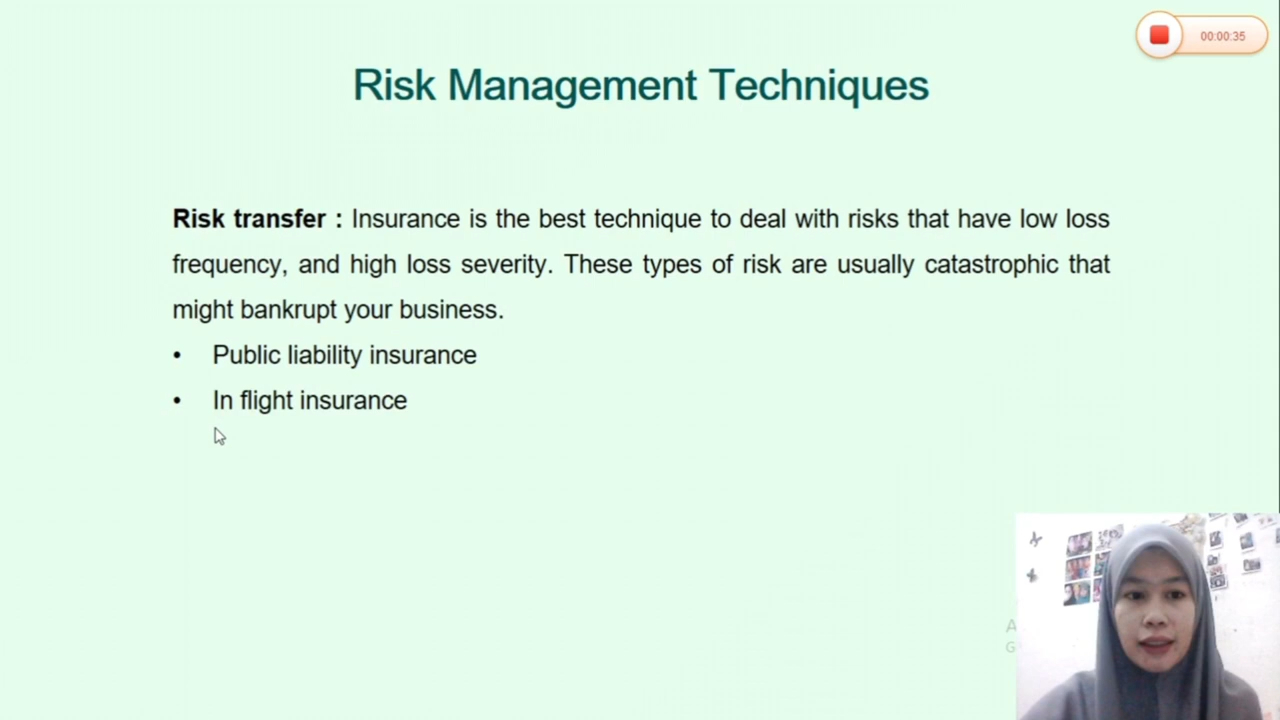 00:00:35
Risk Management Techniques
Risk transfer : Insurance is the best technique to deal with risks that have low loss
frequency, and high loss severity. These types of risk are usually catastrophic that
might bankrupt your business.
• Public liability insurance
• In flight insurance